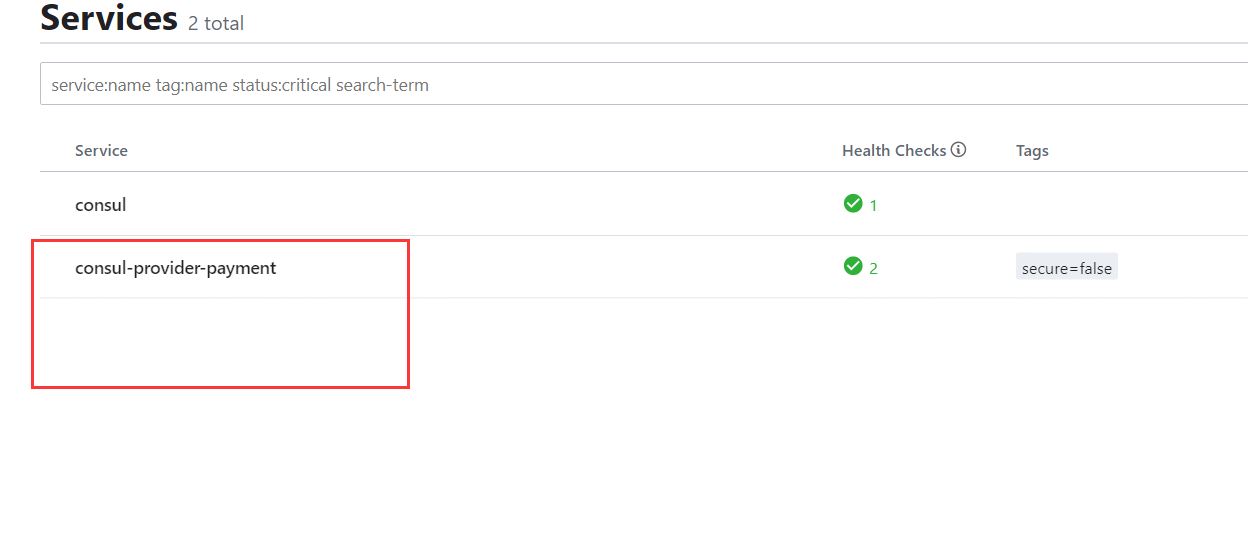 Services 2 total
service:name tag:name status:critical search-term
Service Health Checks Tags
consul 1
consul-provider-payment 2 secure=false